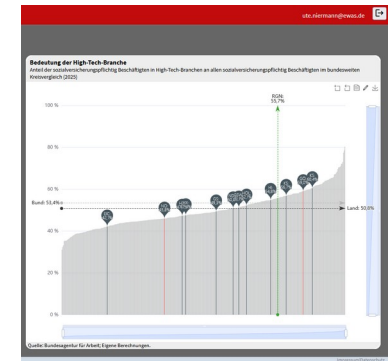 ute.niermann@ewas.de
Bedeutung der High-Tech-Branche
Anteil der sozialversicherungspflichtig Beschäftigten in High-Tech-Branchen an allen sozialversicherungspflichtig Beschäftigten im bundesweiten
Kreisvergleich (2025)
RGN:
55,7%
100 %
80 %
60 %
Bund: 53,4%
Land: 50,8%
40 %
20 %
0 %
Quelle: Bundesagentur für Arbeit; Eigene Berechnungen.